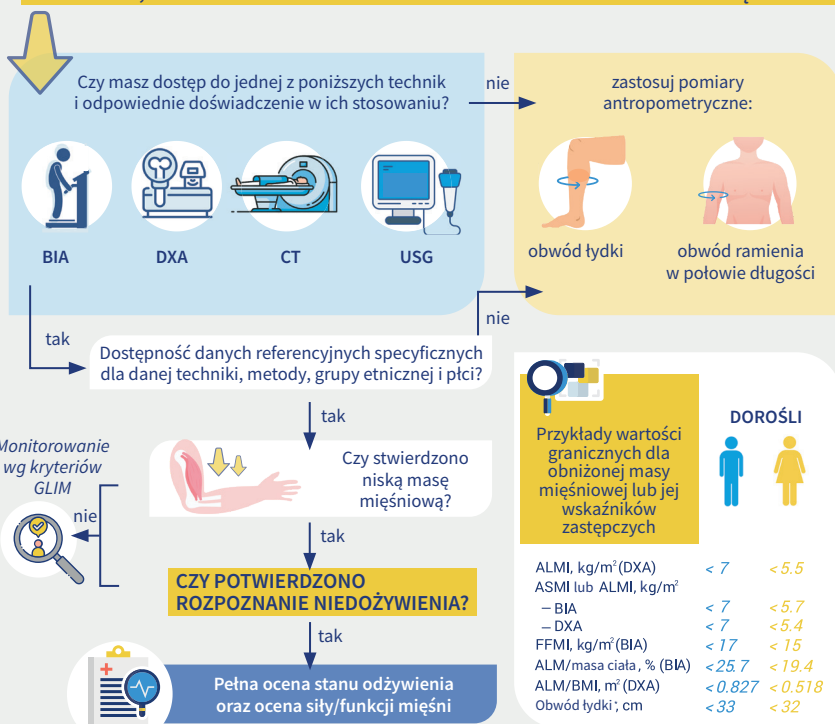 Czy masz dostęp do jednej z poniższych technik
i odpowiednie doświadczenie w ich stosowaniu?
nie
zastosuj pomiary
antropometryczne:
BIA
DXA
CT
USG
obwód łydki
obwód ramienia
w połowie długości
tak
nie
Dostępność danych referencyjnych specyficznych
dla danej techniki, metody, grupy etnicznej i płci?
tak
Monitorowanie
wg kryteriów
GLIM
nie
Czy stwierdzono
niską masę
mięśniową?
tak
CZY POTWIERDZONO
ROZPOZNANIE NIEDOŻYWIENIA?
tak
Pełna ocena stanu odżywienia
oraz ocena siły/funkcji mięśni
DOROŚLI
Przykłady wartości
granicznych dla
obniżonej masy
mięśniowej lub jej
wskaźników
zastępczych
ALMI, kg/m² (DXA) < 7 < 5.5
ASMI lub ALMI, kg/m²
– BIA < 7 < 5.7
– DXA < 7 < 5.4
FFMI, kg/m² (BIA) < 17 < 15
ALM/masa ciała, % (BIA) < 25.7 < 19.4
ALM/BMI, m² (DXA) < 0.827 < 0.518
Obwód łydki, cm < 33 < 32